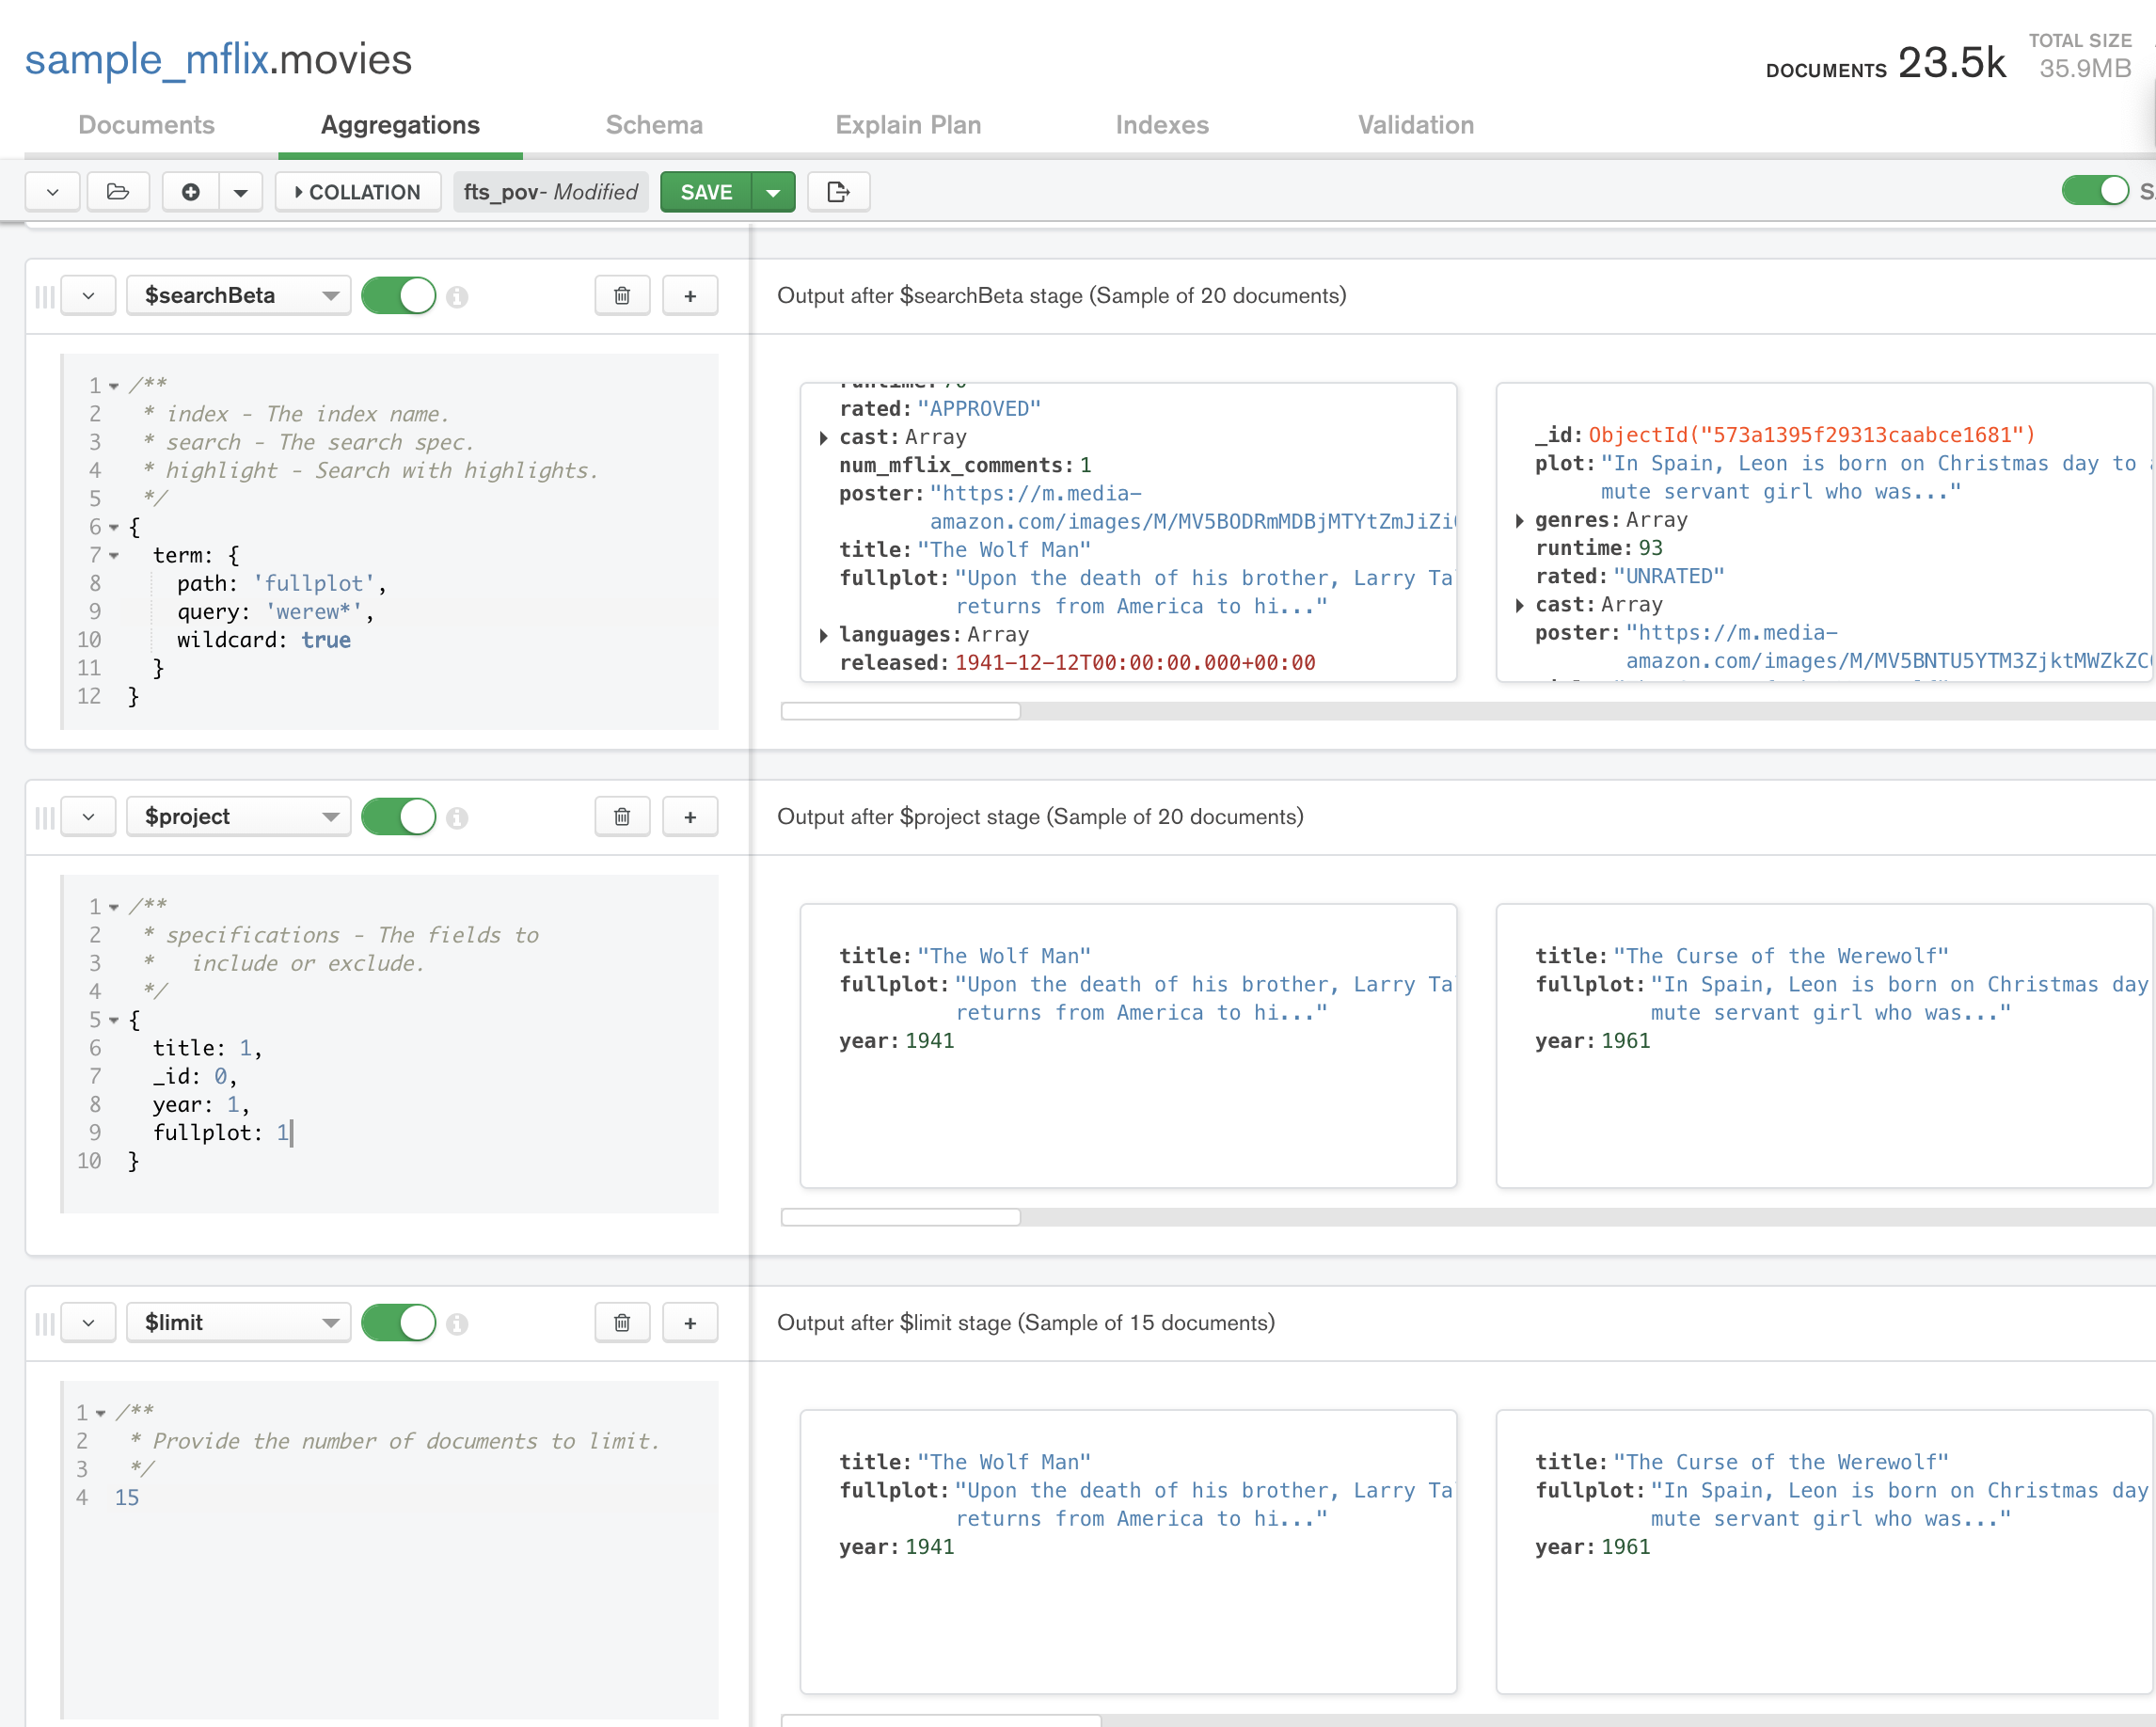 sample_mflix.movies
DOCUMENTS 23.5k
TOTAL SIZE
35.9MB
Documents
Aggregations
Schema
Explain Plan
Indexes
Validation
COLLATION
fts_pov- Modified
SAVE
$searchBeta
Output after $searchBeta stage (Sample of 20 documents)
1 /**
2 * index - The index name.
3 * search - The search spec.
4 * highlight - Search with highlights.
5 */
6 {
7 term: {
8 path: 'fullplot',
9 query: 'werew*',
10 wildcard: true
11 }
12 }
runtime: 70
rated: "APPROVED"
cast: Array
num_mflix_comments: 1
poster: "https://m.media-
amazon.com/images/M/MV5BODRmMDBjMTYtZmJiZi
title: "The Wolf Man"
fullplot: "Upon the death of his brother, Larry Ta
returns from America to hi..."
languages: Array
released: 1941-12-12T00:00:00.000+00:00
_id: ObjectId("573a1395f29313caabce1681")
plot: "In Spain, Leon is born on Christmas day to
mute servant girl who was..."
genres: Array
runtime: 93
rated: "UNRATED"
cast: Array
poster: "https://m.media-
amazon.com/images/M/MV5BNTU5YTM3ZjktMWZkZC
$project
Output after $project stage (Sample of 20 documents)
1 /**
2 * specifications - The fields to
3 * include or exclude.
4 */
5 {
6 title: 1,
7 _id: 0,
8 year: 1,
9 fullplot: 1
10 }
title: "The Wolf Man"
fullplot: "Upon the death of his brother, Larry Ta
returns from America to hi..."
year: 1941
title: "The Curse of the Werewolf"
fullplot: "In Spain, Leon is born on Christmas day
mute servant girl who was..."
year: 1961
$limit
Output after $limit stage (Sample of 15 documents)
1 /**
2 * Provide the number of documents to limit.
3 */
4 15
title: "The Wolf Man"
fullplot: "Upon the death of his brother, Larry Ta
returns from America to hi..."
year: 1941
title: "The Curse of the Werewolf"
fullplot: "In Spain, Leon is born on Christmas day
mute servant girl who was..."
year: 1961